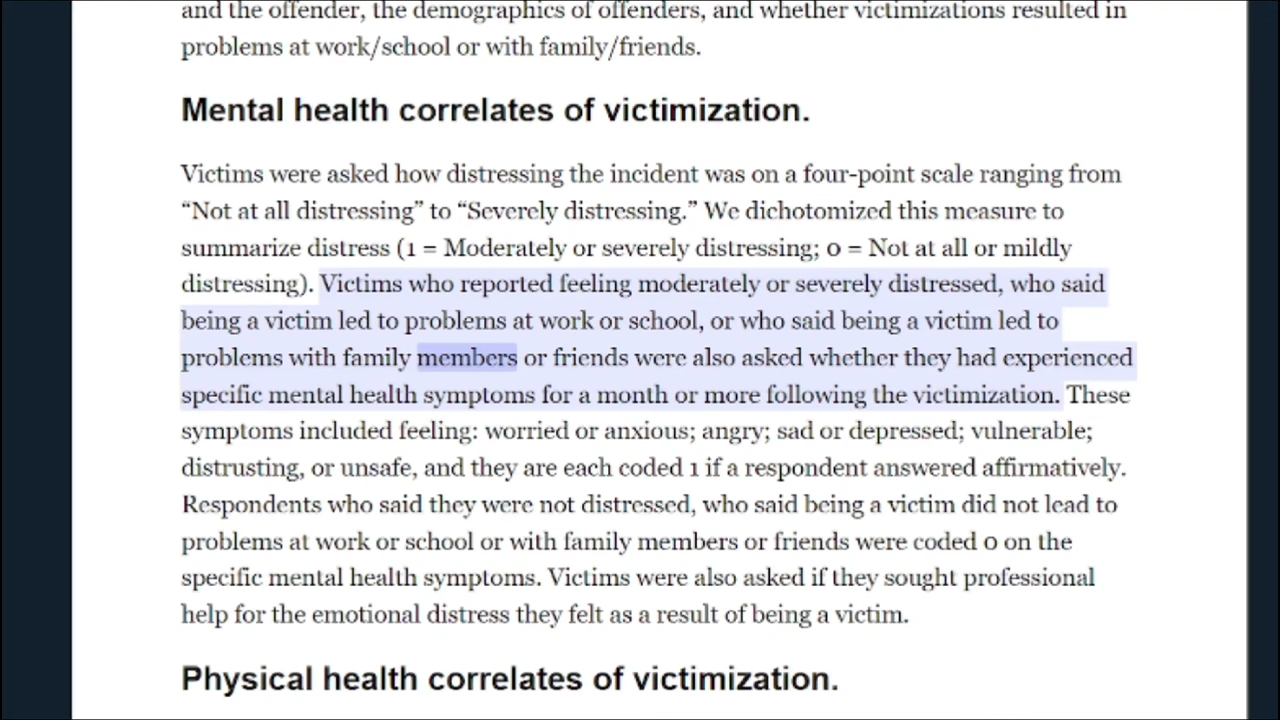 and the offender, the demographics of offenders, and whether victimizations resulted in
problems at work/school or with family/friends.
Mental health correlates of victimization.
Victims were asked how distressing the incident was on a four-point scale ranging from
“Not at all distressing” to “Severely distressing.” We dichotomized this measure to
summarize distress (1 = Moderately or severely distressing; 0 = Not at all or mildly
distressing). Victims who reported feeling moderately or severely distressed, who said
being a victim led to problems at work or school, or who said being a victim led to
problems with family members or friends were also asked whether they had experienced
specific mental health symptoms for a month or more following the victimization. These
symptoms included feeling: worried or anxious; angry; sad or depressed; vulnerable;
distrusting, or unsafe, and they are each coded 1 if a respondent answered affirmatively.
Respondents who said they were not distressed, who said being a victim did not lead to
problems at work or school or with family members or friends were coded 0 on the
specific mental health symptoms. Victims were also asked if they sought professional
help for the emotional distress they felt as a result of being a victim.
Physical health correlates of victimization.